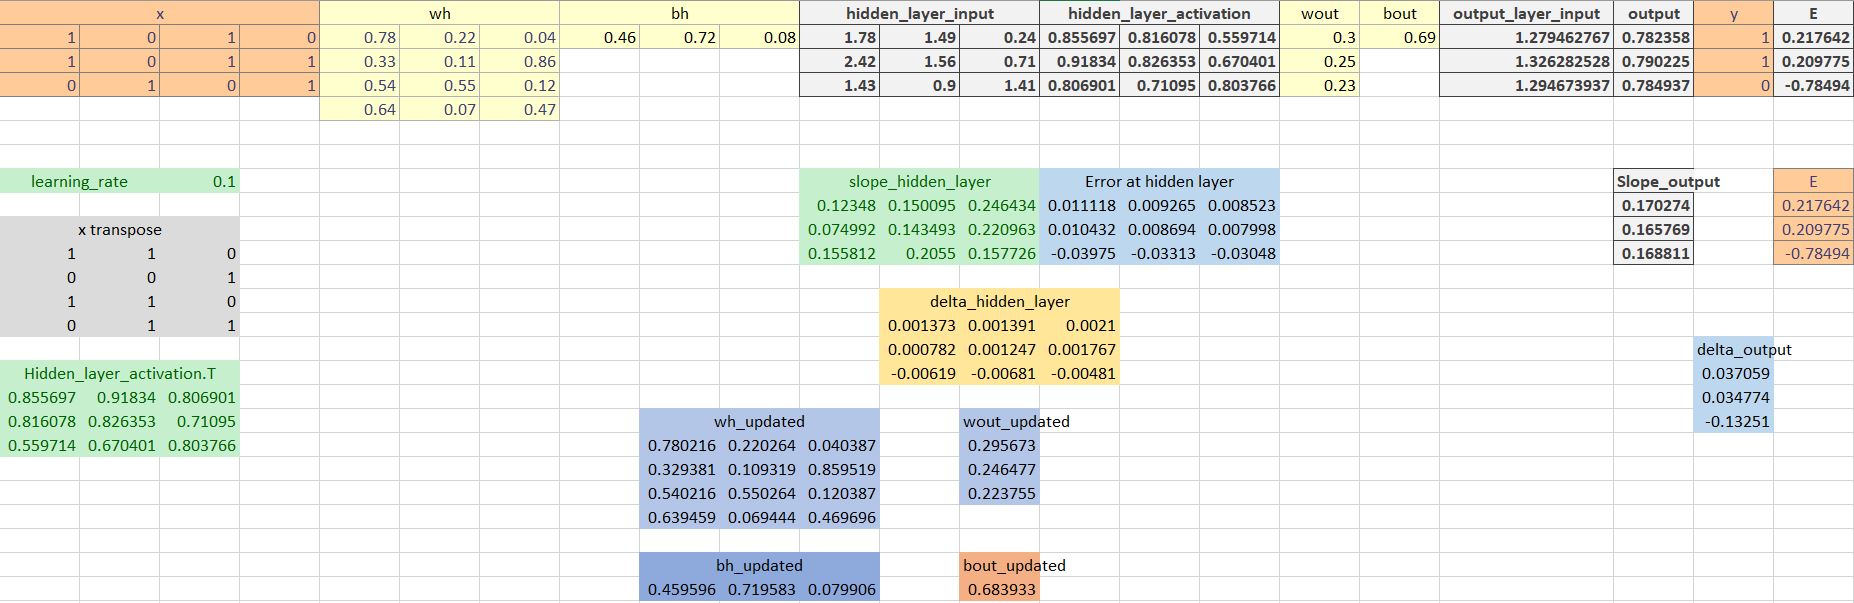 x wh bh hidden_layer_input hidden_layer_activation wout bout output_layer_input output y E
1 0 1 0 0.78 0.22 0.04 0.46 0.72 0.08 1.78 1.49 0.24 0.855697 0.816078 0.559714 0.3 0.69 1.279462767 0.782358 1 0.217642
1 0 1 1 0.33 0.11 0.86 2.42 1.56 0.71 0.91834 0.826353 0.670401 0.25 1.326282528 0.790225 1 0.209775
0 1 0 1 0.54 0.55 0.12 1.43 0.9 1.41 0.806901 0.71095 0.803766 0.23 1.294673937 0.784937 0 -0.78494
0.64 0.07 0.47
learning_rate 0.1 slope_hidden_layer Error at hidden layer Slope_output E
0.12348 0.150095 0.246434 0.011118 0.009265 0.008523 0.170274 0.217642
x transpose 0.074992 0.143493 0.220963 0.010432 0.008694 0.007998 0.165769 0.209775
1 1 0 0.155812 0.2055 0.157726 -0.03975 -0.03313 -0.03048 0.168811 -0.78494
0 0 1
1 1 0 delta_hidden_layer
0 1 1 0.001373 0.001391 0.0021
0.000782 0.001247 0.001767 delta_output
Hidden_layer_activation.T -0.00619 -0.00681 -0.00481 0.037059
0.855697 0.91834 0.806901 0.034774
0.816078 0.826353 0.71095 wh_updated wout_updated -0.13251
0.559714 0.670401 0.803766 0.780216 0.220264 0.040387 0.295673
0.329381 0.109319 0.859519 0.246477
0.540216 0.550264 0.120387 0.223755
0.639459 0.069444 0.469696
bh_updated bout_updated
0.459596 0.719583 0.079906 0.683933